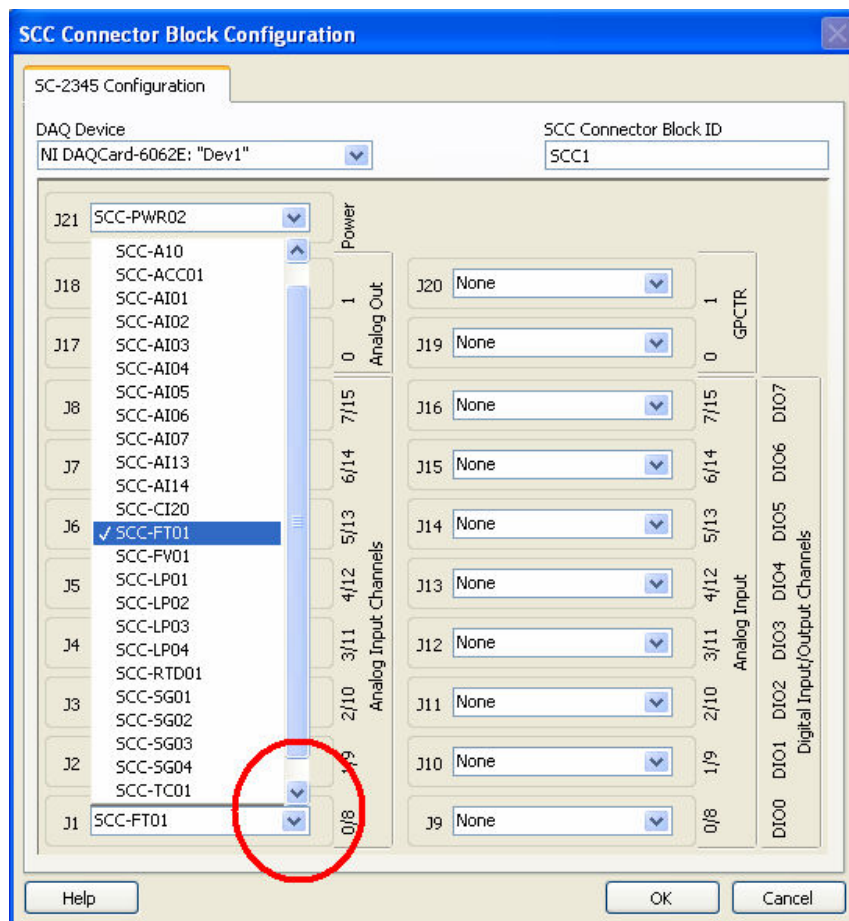 SCC Connector Block Configuration
SC-2345 Configuration
DAQ Device
SCC Connector Block ID
NI DAQCard-6062E: "Dev1"
SCC1
J21 SCC-PWR02
Power
SCC-A10
SCC-ACC01
SCC-AI01
SCC-AI02
SCC-AI03
SCC-AI04
SCC-AI05
SCC-AI06
SCC-AI07
SCC-AI13
SCC-AI14
SCC-CI20
✓ SCC-FT01
SCC-FV01
SCC-LP01
SCC-LP02
SCC-LP03
SCC-LP04
SCC-RTD01
SCC-SG01
SCC-SG02
SCC-SG03
SCC-SG04
SCC-TC01
J18
J17
J8
J7
J6
J5
J4
J3
J2
J1 SCC-FT01
1
0
Analog Out
7/15
6/14
5/13
4/12
3/11
2/10
1/9
0/8
Analog Input Channels
J20 None
J19 None
J16 None
J15 None
J14 None
J13 None
J12 None
J11 None
J10 None
J9 None
1
0
GPCTR
7/15
6/14
5/13
4/12
3/11
2/10
1/9
0/8
Analog Input
DIO7
DIO6
DIO5
DIO4
DIO3
DIO2
DIO1
DIO0
Digital Input/Output Channels
Help
OK
Cancel